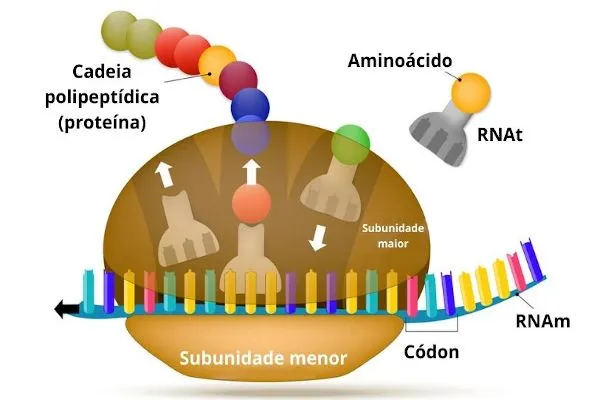 Cadeia
polipeptídica
(proteína)
Aminoácido
RNAt
Subunidade
maior
RNAm
Códon
Subunidade menor